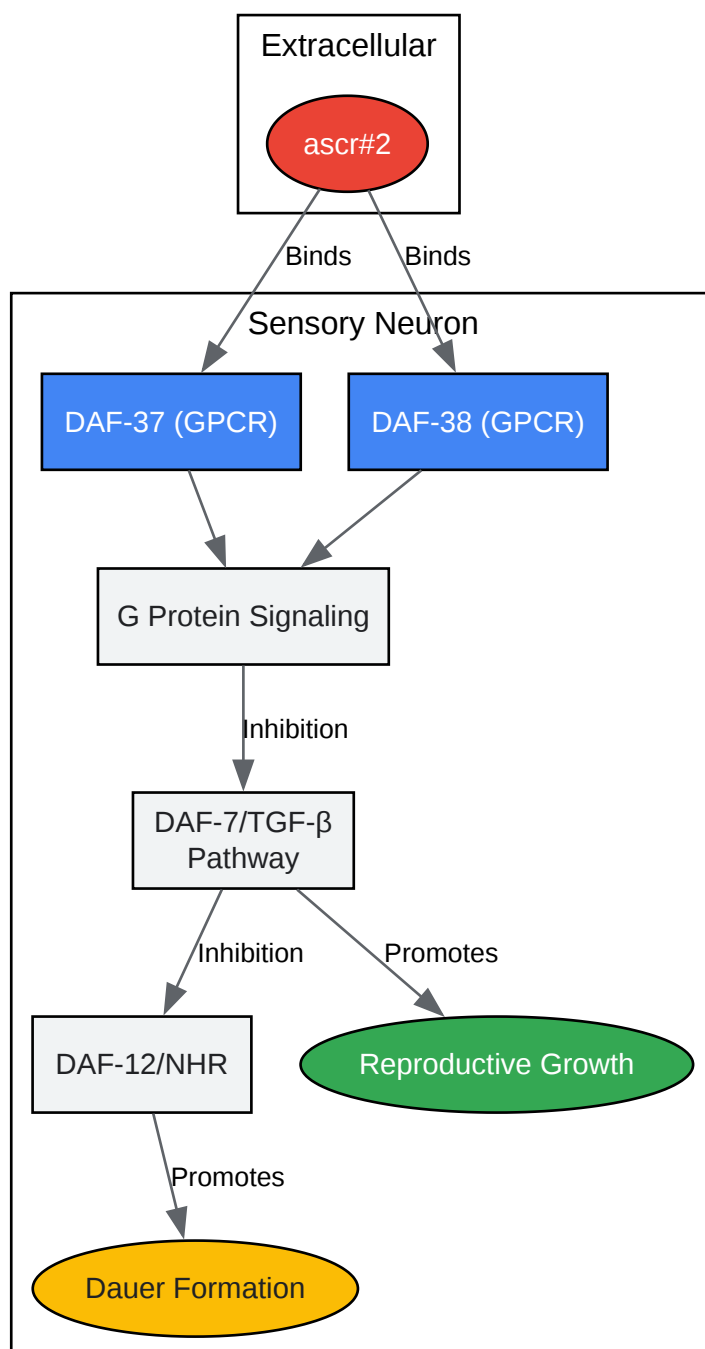 Extracellular
ascr#2
Binds
Binds
Sensory Neuron
DAF-37 (GPCR)
DAF-38 (GPCR)
G Protein Signaling
Inhibition
DAF-7/TGF-β
Pathway
Inhibition
Promotes
DAF-12/NHR
Reproductive Growth
Promotes
Dauer Formation